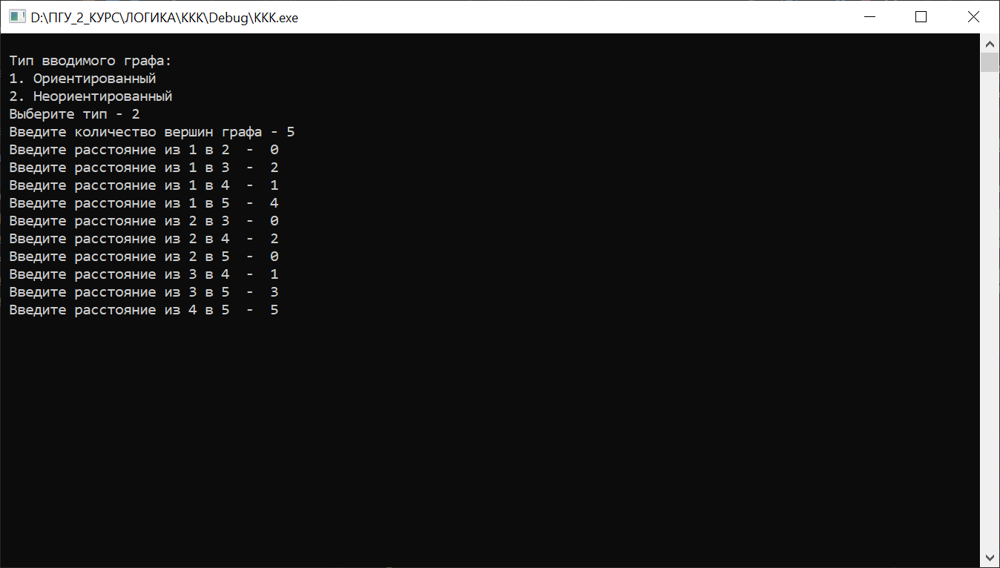 D:\ПГУ_2_КУРС\ЛОГИКА\ККК\Debug\KKK.exe
Тип вводимого графа:
1. Ориентированный
2. Неориентированный
Выберите тип - 2
Введите количество вершин графа - 5
Введите расстояние из 1 в 2  -  0
Введите расстояние из 1 в 3  -  2
Введите расстояние из 1 в 4  -  1
Введите расстояние из 1 в 5  -  4
Введите расстояние из 2 в 3  -  0
Введите расстояние из 2 в 4  -  2
Введите расстояние из 2 в 5  -  0
Введите расстояние из 3 в 4  -  1
Введите расстояние из 3 в 5  -  3
Введите расстояние из 4 в 5  -  5